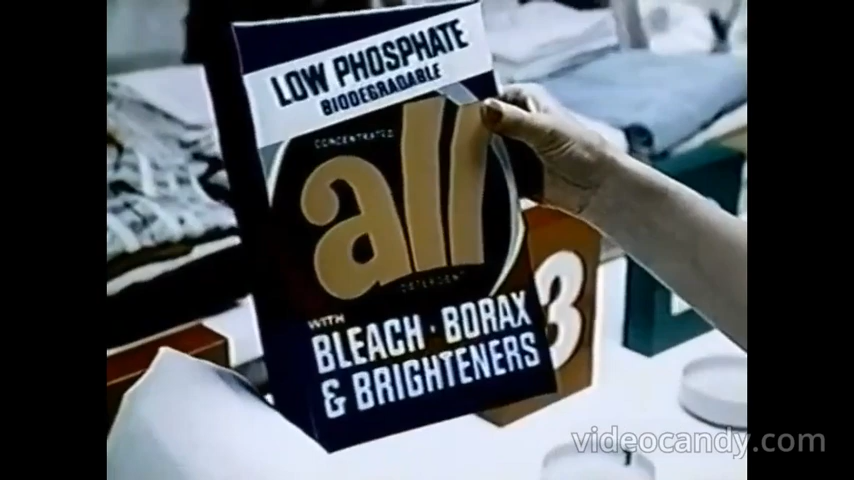 LOW PHOSPHATE
BIODEGRADABLE
CONCENTRATED
all
DETERGENT
WITH
BLEACH · BORAX
& BRIGHTENERS
3
videocandy.com